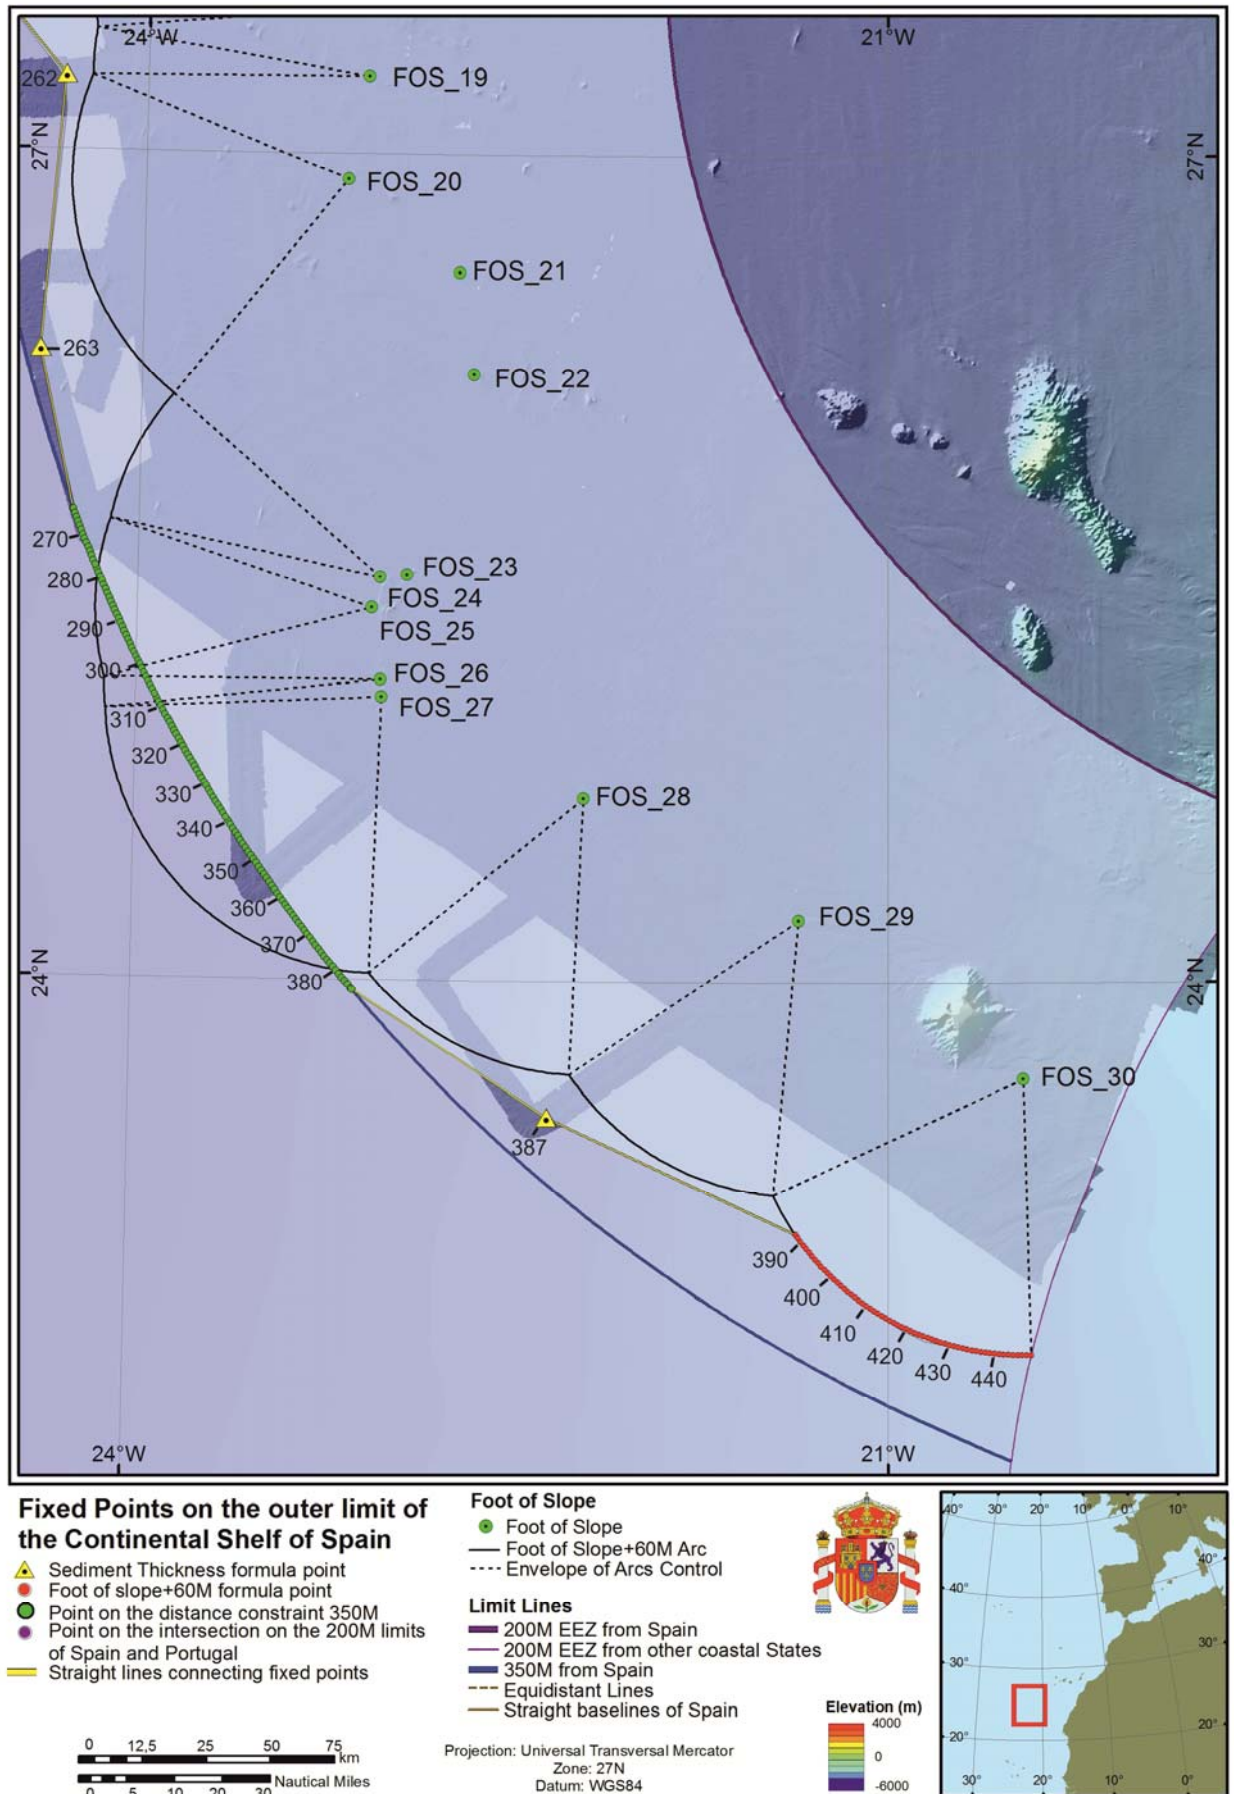 24°W
21°W
262
FOS_19
27°N
27°N
FOS_20
FOS_21
263
FOS_22
270
FOS_23
280
FOS_24
290
FOS_25
300
FOS_26
310
FOS_27
320
330
FOS_28
340
350
360
FOS_29
370
24°N
380
24°N
FOS_30
387
390
400
410
420
430
440
24°W
21°W
Fixed Points on the outer limit of
the Continental Shelf of Spain
Sediment Thickness formula point
Foot of slope+60M formula point
Point on the distance constraint 350M
Point on the intersection on the 200M limits
of Spain and Portugal
Straight lines connecting fixed points
0 12,5 25 50 75
km
Nautical Miles
0 5 10 20 30
Foot of Slope
Foot of Slope
Foot of Slope+60M Arc
Envelope of Arcs Control
Limit Lines
200M EEZ from Spain
200M EEZ from other coastal States
350M from Spain
Equidistant Lines
Straight baselines of Spain
Projection: Universal Transversal Mercator
Zone: 27N
Datum: WGS84
Elevation (m)
4000
0
-6000
40° 30° 20° 10° 0° 10°
40°
40°
30°
30°
20°
20°
30° 20° 10° 0°